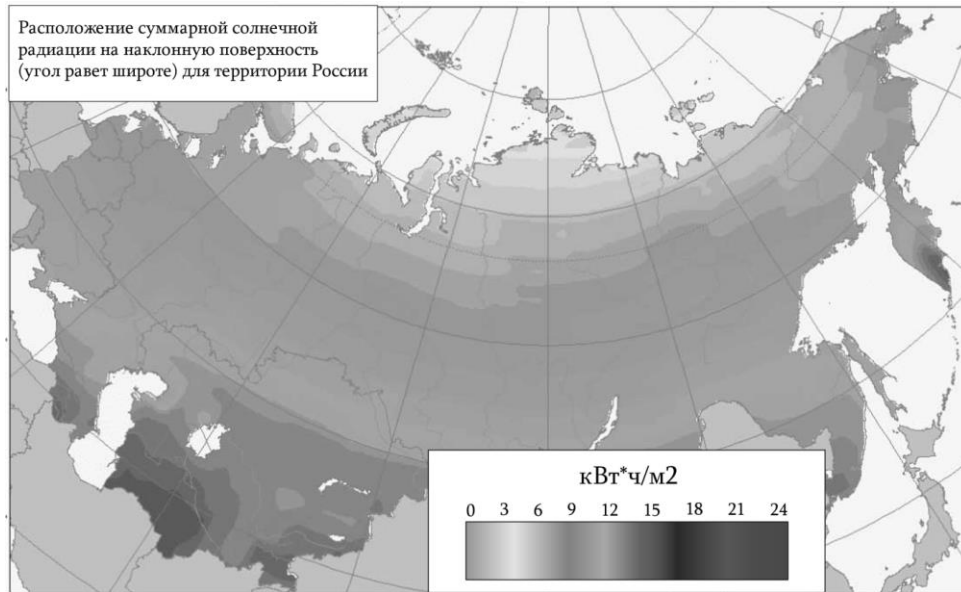 Расположение суммарной солнечной
радиации на наклонную поверхность
(угол равет широте) для территории России
кВт*ч/м2
0 3 6 9 12 15 18 21 24